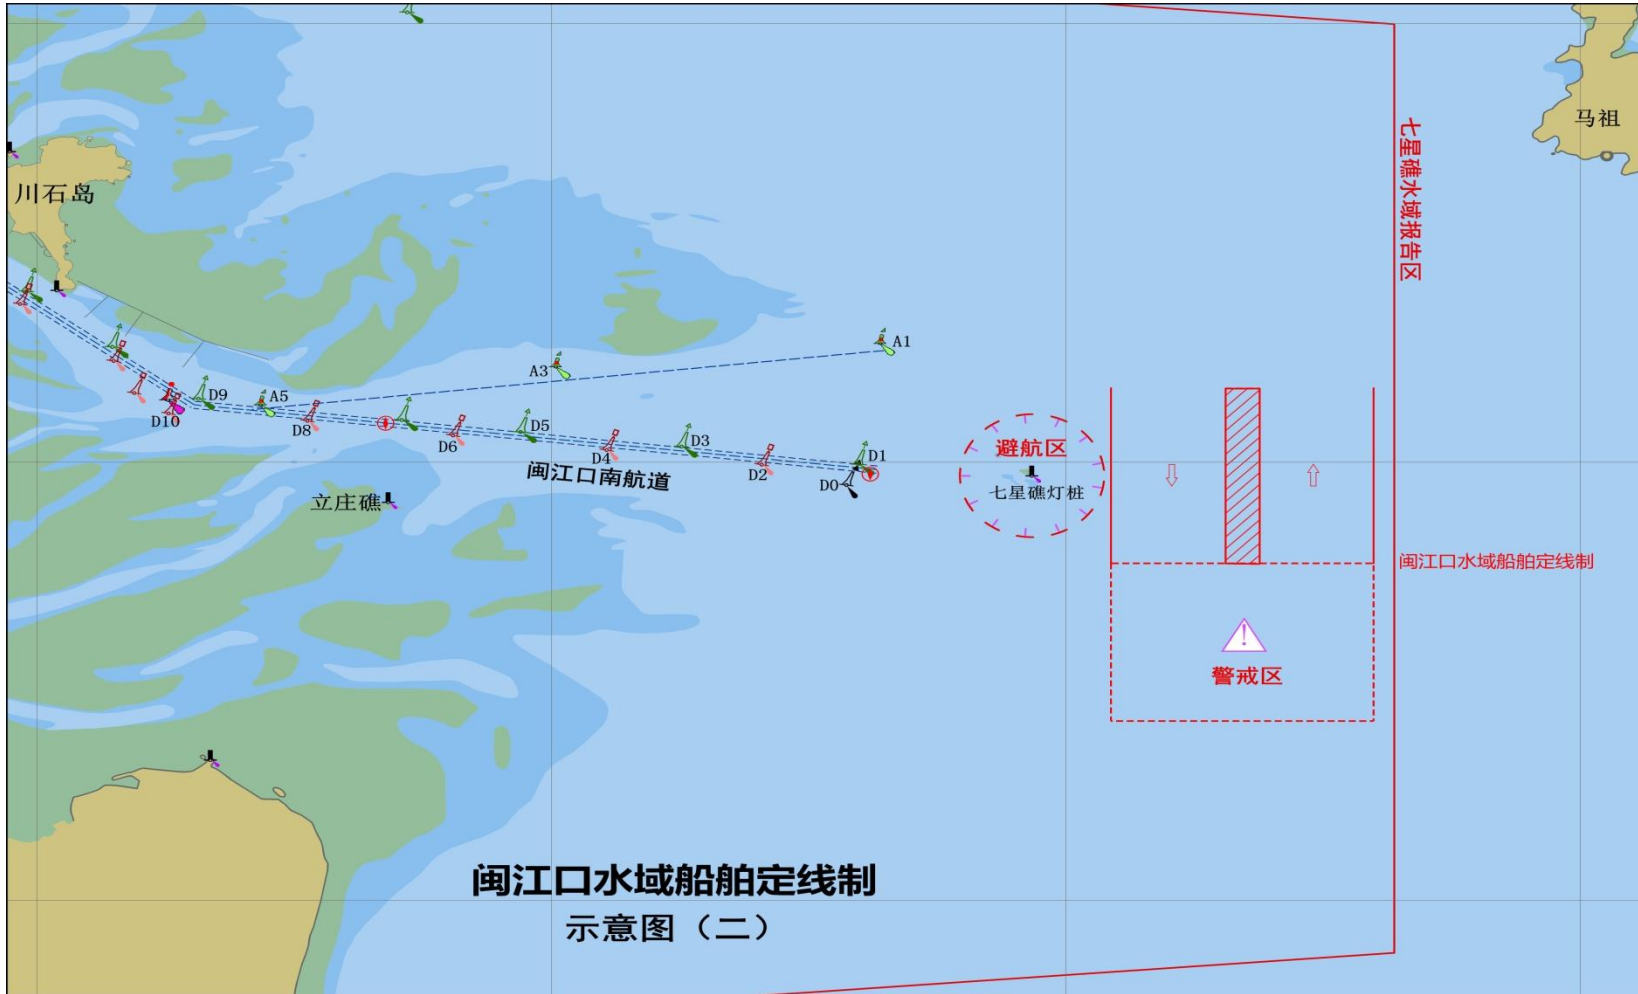 马祖
七星礁水域报告区
川石岛
A1
A3
D9
A5
D10
D8
D6
D5
D4
D3
D2
D1
D0
闽江口南航道
立庄礁
避航区
七星礁灯桩
闽江口水域船舶定线制
!
警戒区
闽江口水域船舶定线制
示意图（二）